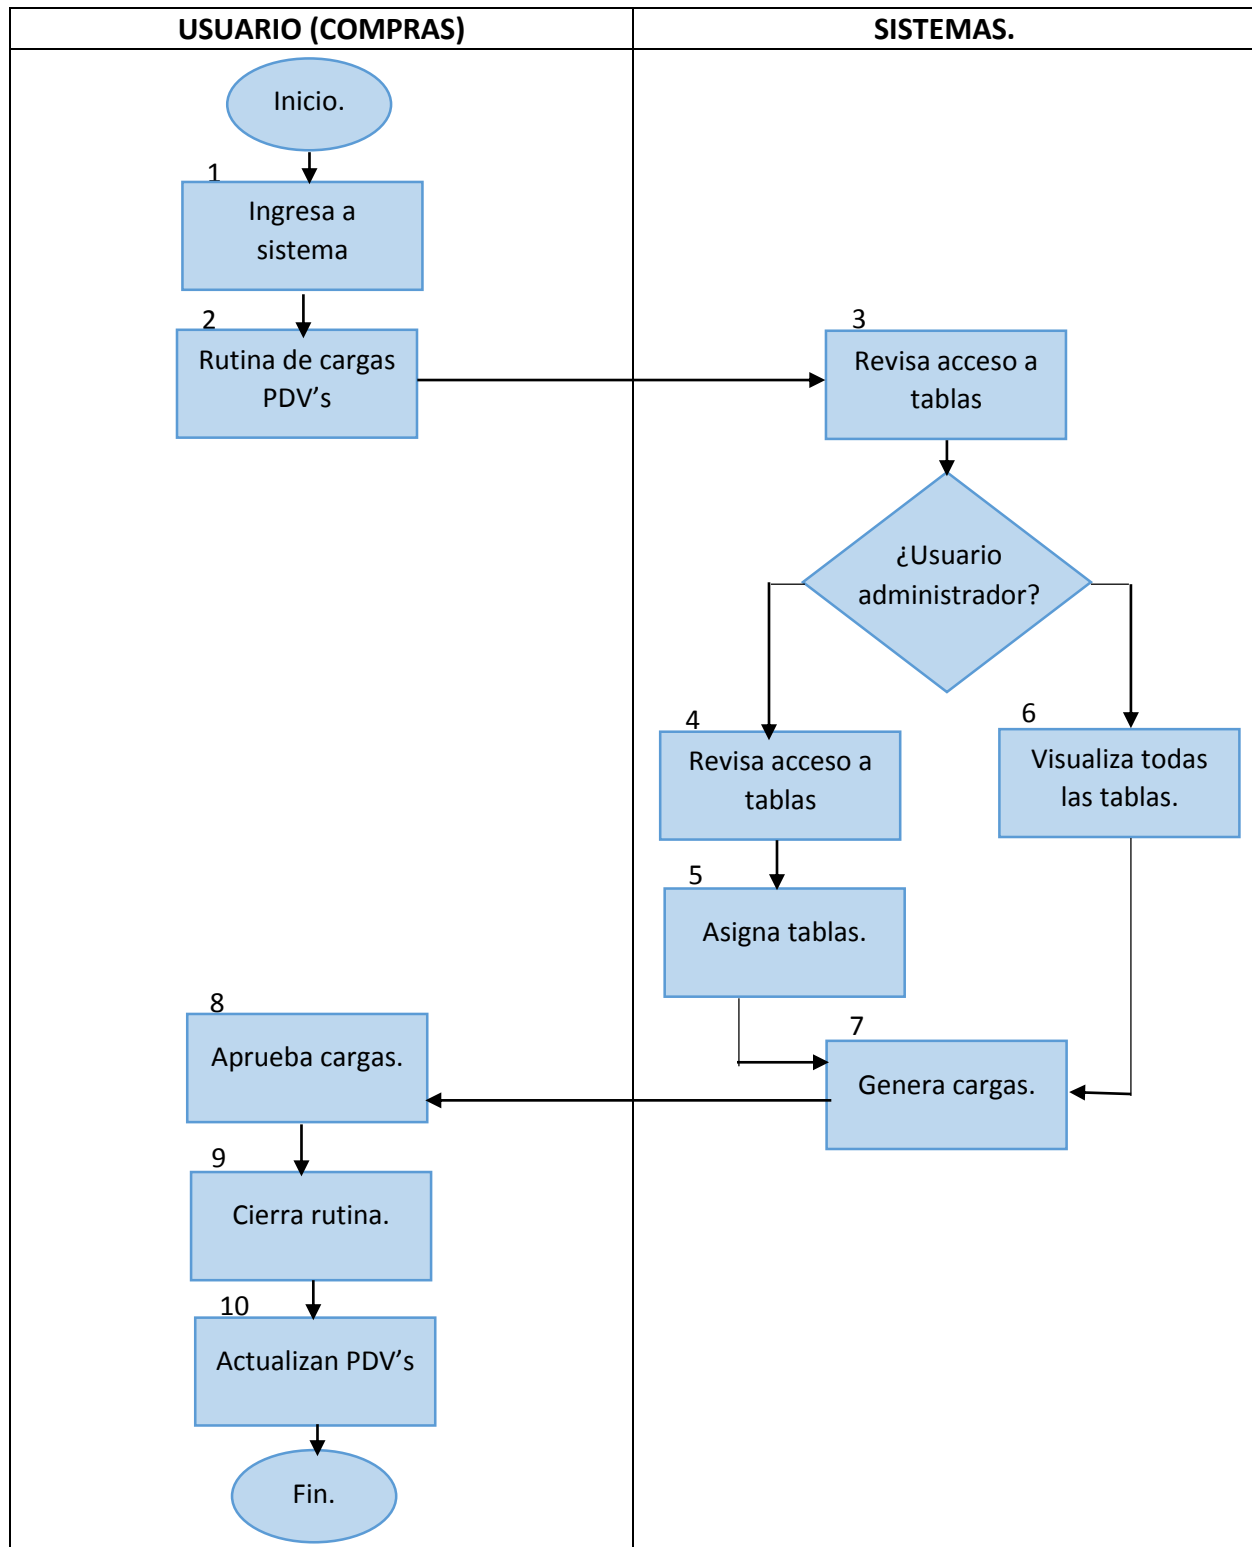 USUARIO (COMPRAS)
SISTEMAS.
Inicio.
1
Ingresa a
sistema
2
Rutina de cargas
PDV’s
3
Revisa acceso a
tablas
¿Usuario
administrador?
4
Revisa acceso a
tablas
6
Visualiza todas
las tablas.
5
Asigna tablas.
7
Genera cargas.
8
Aprueba cargas.
9
Cierra rutina.
10
Actualizan PDV’s
Fin.